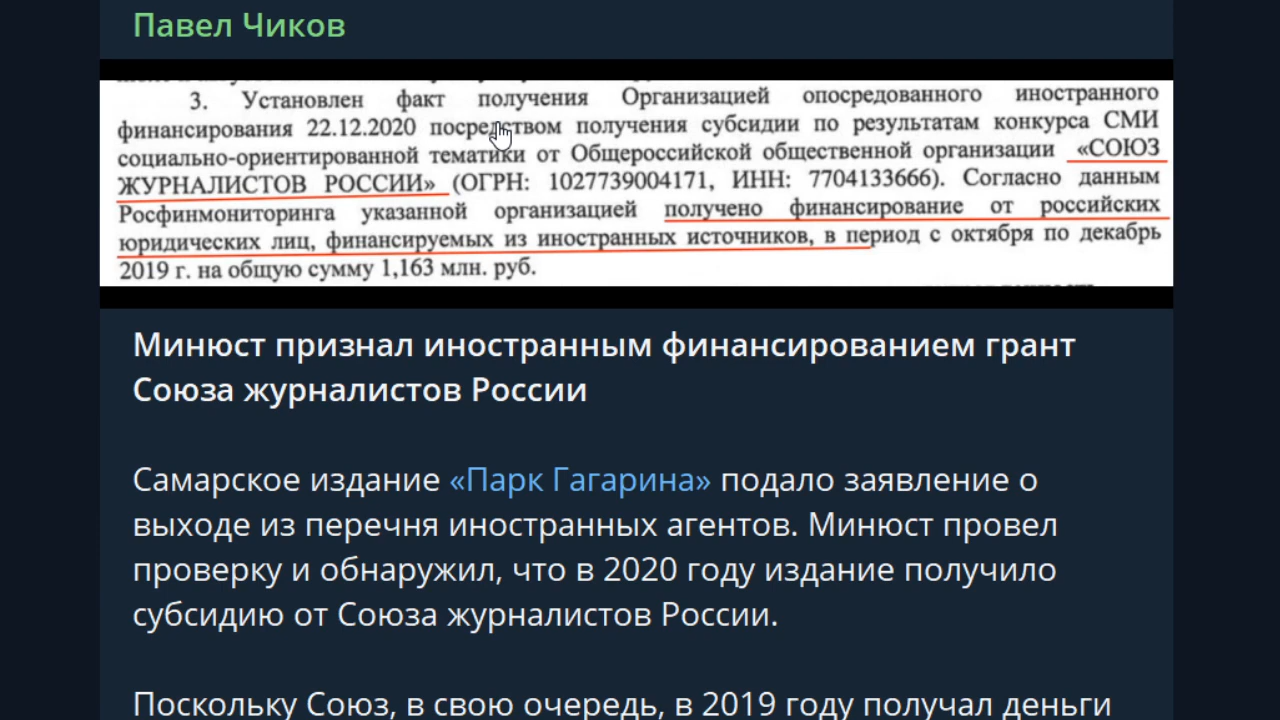 Павел Чиков
3. Установлен факт получения Организацией опосредованного иностранного
финансирования 22.12.2020 посредством получения субсидии по результатам конкурса СМИ
социально-ориентированной тематики от Общероссийской общественной организации «СОЮЗ
ЖУРНАЛИСТОВ РОССИИ» (ОГРН: 1027739004171, ИНН: 7704133666). Согласно данным
Росфинмониторинга указанной организацией получено финансирование от российских
юридических лиц, финансируемых из иностранных источников, в период с октября по декабрь
2019 г. на общую сумму 1,163 млн. руб.
Минюст признал иностранным финансированием грант
Союза журналистов России
Самарское издание «Парк Гагарина» подало заявление о
выходе из перечня иностранных агентов. Минюст провел
проверку и обнаружил, что в 2020 году издание получило
субсидию от Союза журналистов России.
Поскольку Союз, в свою очередь, в 2019 году получал деньги